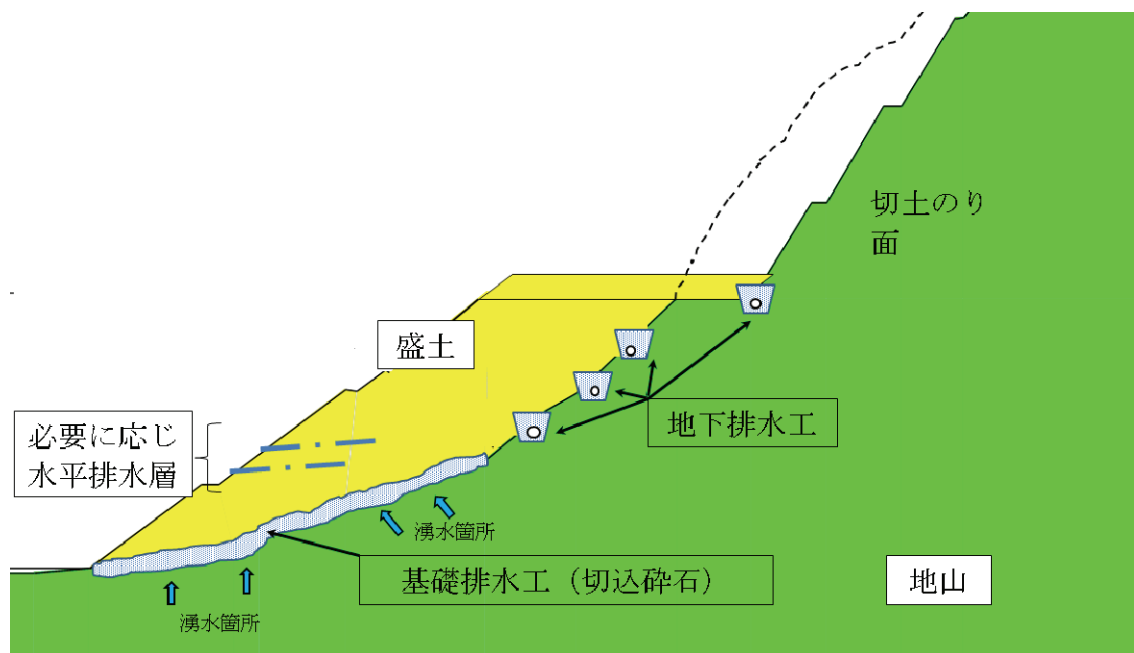 切土のり
面
盛土
必要に応じ
水平排水層
地下排水工
湧水箇所
基礎排水工（切込砕石）
地山
湧水箇所